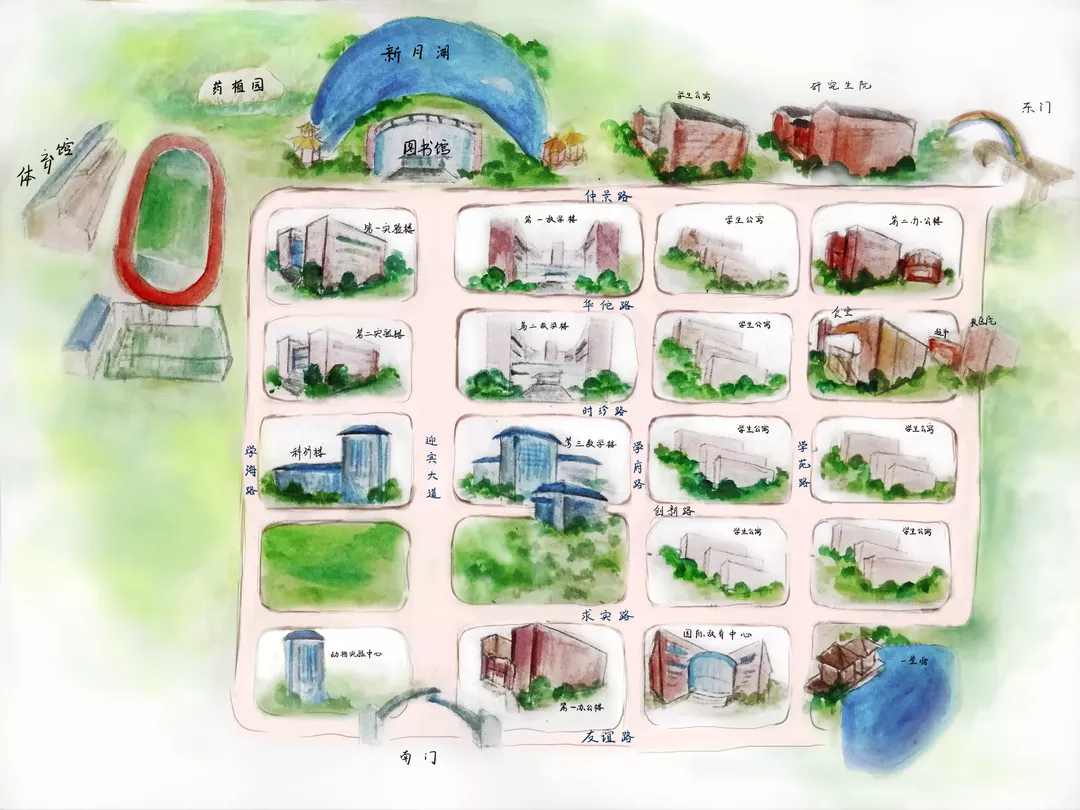 新月湖
药植园
学生公寓
研究生院
东门
体育馆
图书馆
仲景路
第一实验楼
第一教学楼
学生公寓
第二办公楼
华佗路
第二实验楼
第二教学楼
学生公寓
食堂
超市
校医院
时珍路
科研楼
第三教学楼
学生公寓
学生公寓
学海路
迎宾大道
学府路
学苑路
创新路
学生公寓
学生公寓
求实路
动物实验中心
第一办公楼
国际教育中心
友谊路
南门